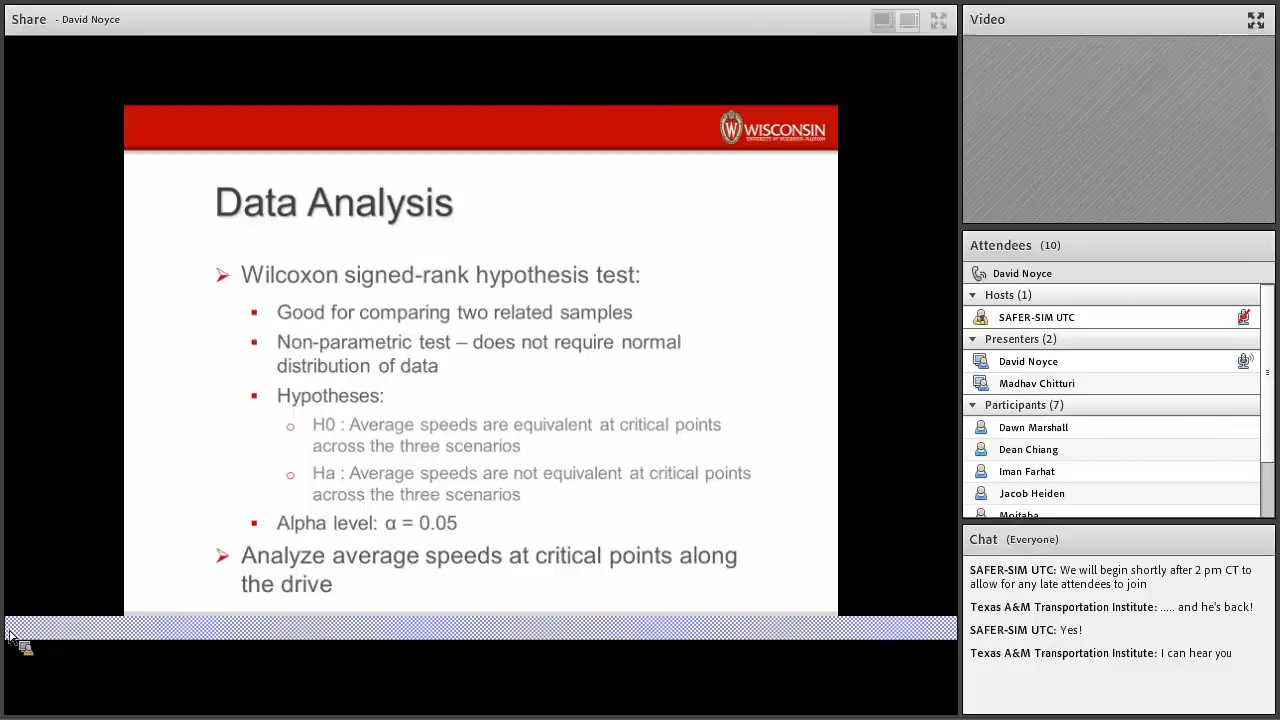 Share - David Noyce
WISCONSIN
UNIVERSITY OF WISCONSIN-MADISON
Data Analysis
Wilcoxon signed-rank hypothesis test:
Good for comparing two related samples
Non-parametric test – does not require normal
distribution of data
Hypotheses:
H0 : Average speeds are equivalent at critical points
across the three scenarios
Ha : Average speeds are not equivalent at critical points
across the three scenarios
Alpha level: α = 0.05
Analyze average speeds at critical points along
the drive
Video
Attendees (10)
David Noyce
Hosts (1)
SAFER-SIM UTC
Presenters (2)
David Noyce
Madhav Chitturi
Participants (7)
Dawn Marshall
Dean Chiang
Iman Farhat
Jacob Heiden
Mojtaba
Chat (Everyone)
SAFER-SIM UTC: We will begin shortly after 2 pm CT to
allow for any late attendees to join
Texas A&M Transportation Institute: ..... and he's back!
SAFER-SIM UTC: Yes!
Texas A&M Transportation Institute: I can hear you